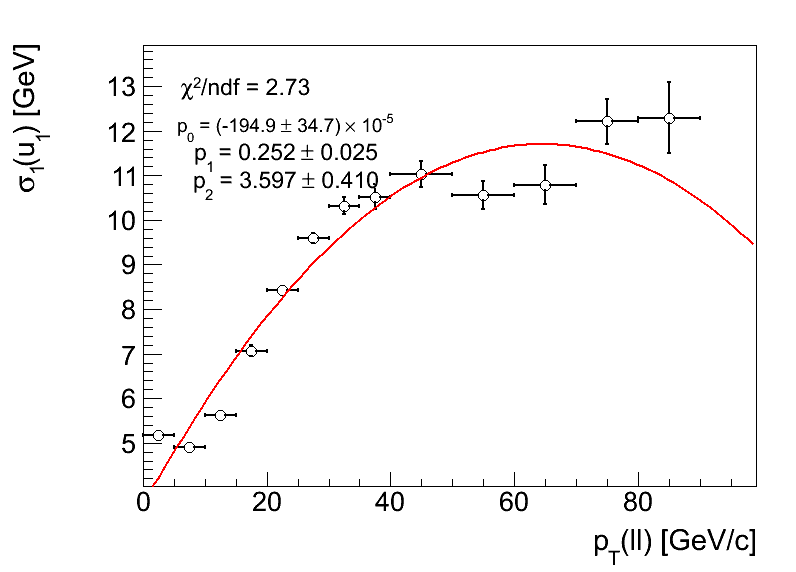 σ₁(u₁) [GeV]
χ²/ndf = 2.73
p₀ = (-194.9 ± 34.7) × 10⁻⁵
p₁ = 0.252 ± 0.025
p₂ = 3.597 ± 0.410
13
12
11
10
9
8
7
6
5
0 20 40 60 80
p_T(ll) [GeV/c]